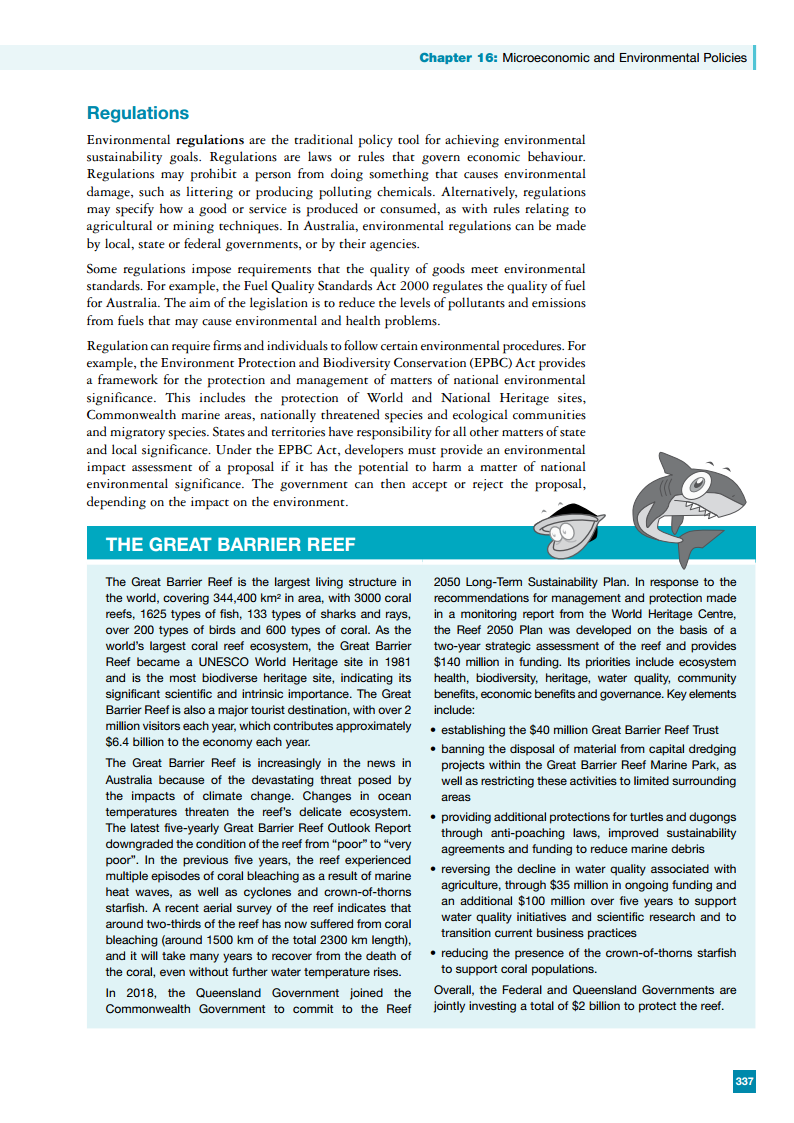 Chapter 16: Microeconomic and Environmental Policies
Regulations
Environmental regulations are the traditional policy tool for achieving environmental
sustainability goals. Regulations are laws or rules that govern economic behaviour.
Regulations may prohibit a person from doing something that causes environmental
damage, such as littering or producing polluting chemicals. Alternatively, regulations
may specify how a good or service is produced or consumed, as with rules relating to
agricultural or mining techniques. In Australia, environmental regulations can be made
by local, state or federal governments, or by their agencies.
Some regulations impose requirements that the quality of goods meet environmental
standards. For example, the Fuel Quality Standards Act 2000 regulates the quality of fuel
for Australia. The aim of the legislation is to reduce the levels of pollutants and emissions
from fuels that may cause environmental and health problems.
Regulation can require firms and individuals to follow certain environmental procedures. For
example, the Environment Protection and Biodiversity Conservation (EPBC) Act provides
a framework for the protection and management of matters of national environmental
significance. This includes the protection of World and National Heritage sites,
Commonwealth marine areas, nationally threatened species and ecological communities
and migratory species. States and territories have responsibility for all other matters of state
and local significance. Under the EPBC Act, developers must provide an environmental
impact assessment of a proposal if it has the potential to harm a matter of national
environmental significance. The government can then accept or reject the proposal,
depending on the impact on the environment.
THE GREAT BARRIER REEF
The Great Barrier Reef is the largest living structure in
the world, covering 344,400 km² in area, with 3000 coral
reefs, 1625 types of fish, 133 types of sharks and rays,
over 200 types of birds and 600 types of coral. As the
world's largest coral reef ecosystem, the Great Barrier
Reef became a UNESCO World Heritage site in 1981
and is the most biodiverse heritage site, indicating its
significant scientific and intrinsic importance. The Great
Barrier Reef is also a major tourist destination, with over 2
million visitors each year, which contributes approximately
$6.4 billion to the economy each year.
The Great Barrier Reef is increasingly in the news in
Australia because of the devastating threat posed by
the impacts of climate change. Changes in ocean
temperatures threaten the reef's delicate ecosystem.
The latest five-yearly Great Barrier Reef Outlook Report
downgraded the condition of the reef from “poor” to “very
poor”. In the previous five years, the reef experienced
multiple episodes of coral bleaching as a result of marine
heat waves, as well as cyclones and crown-of-thorns
starfish. A recent aerial survey of the reef indicates that
around two-thirds of the reef has now suffered from coral
bleaching (around 1500 km of the total 2300 km length),
and it will take many years to recover from the death of
the coral, even without further water temperature rises.
In 2018, the Queensland Government joined the
Commonwealth Government to commit to the Reef
2050 Long-Term Sustainability Plan. In response to the
recommendations for management and protection made
in a monitoring report from the World Heritage Centre,
the Reef 2050 Plan was developed on the basis of a
two-year strategic assessment of the reef and provides
$140 million in funding. Its priorities include ecosystem
health, biodiversity, heritage, water quality, community
benefits, economic benefits and governance. Key elements
include:
• establishing the $40 million Great Barrier Reef Trust
• banning the disposal of material from capital dredging
projects within the Great Barrier Reef Marine Park, as
well as restricting these activities to limited surrounding
areas
• providing additional protections for turtles and dugongs
through anti-poaching laws, improved sustainability
agreements and funding to reduce marine debris
• reversing the decline in water quality associated with
agriculture, through $35 million in ongoing funding and
an additional $100 million over five years to support
water quality initiatives and scientific research and to
transition current business practices
• reducing the presence of the crown-of-thorns starfish
to support coral populations.
Overall, the Federal and Queensland Governments are
jointly investing a total of $2 billion to protect the reef.
337